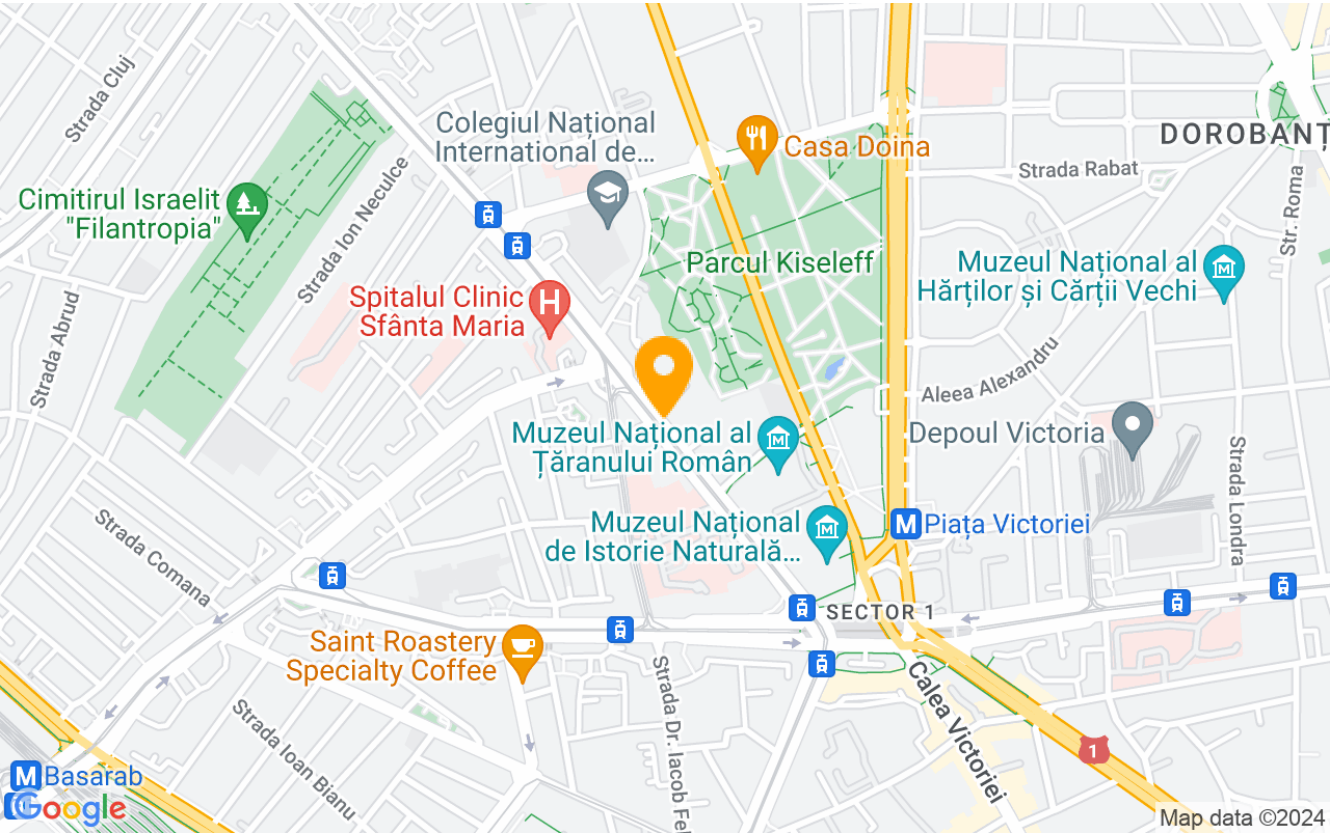 Strada Cluj
Colegiul Național
International de...
Casa Doina
DOROBANȚ
Strada Rabat
Cimitirul Israelit
"Filantropia"
Strada Ion Neculce
Str. Roma
Parcul Kiseleff
Muzeul Național al
Hărților și Cărții Vechi
Spitalul Clinic
Sfânta Maria
H
Strada Abrud
Aleea Alexandru
Muzeul Național al
Țăranului Român
M
Depoul Victoria
Strada Londra
Muzeul Național
de Istorie Naturală...
M
M Piața Victoriei
Strada Comana
SECTOR 1
Saint Roastery
Specialty Coffee
Strada Dr. Iacob Fel
Calea Victoriei
1
Strada Ioan Bianu
M Basarab
Google
Map data ©2024